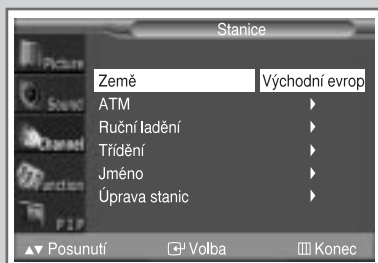 Stanice
Picture
Země Východní evrop
Sound
ATM
Ruční ladění
Channel
Třídění
Jméno
Function
Úprava stanic
PIP
▲▼ Posunutí Volba Konec